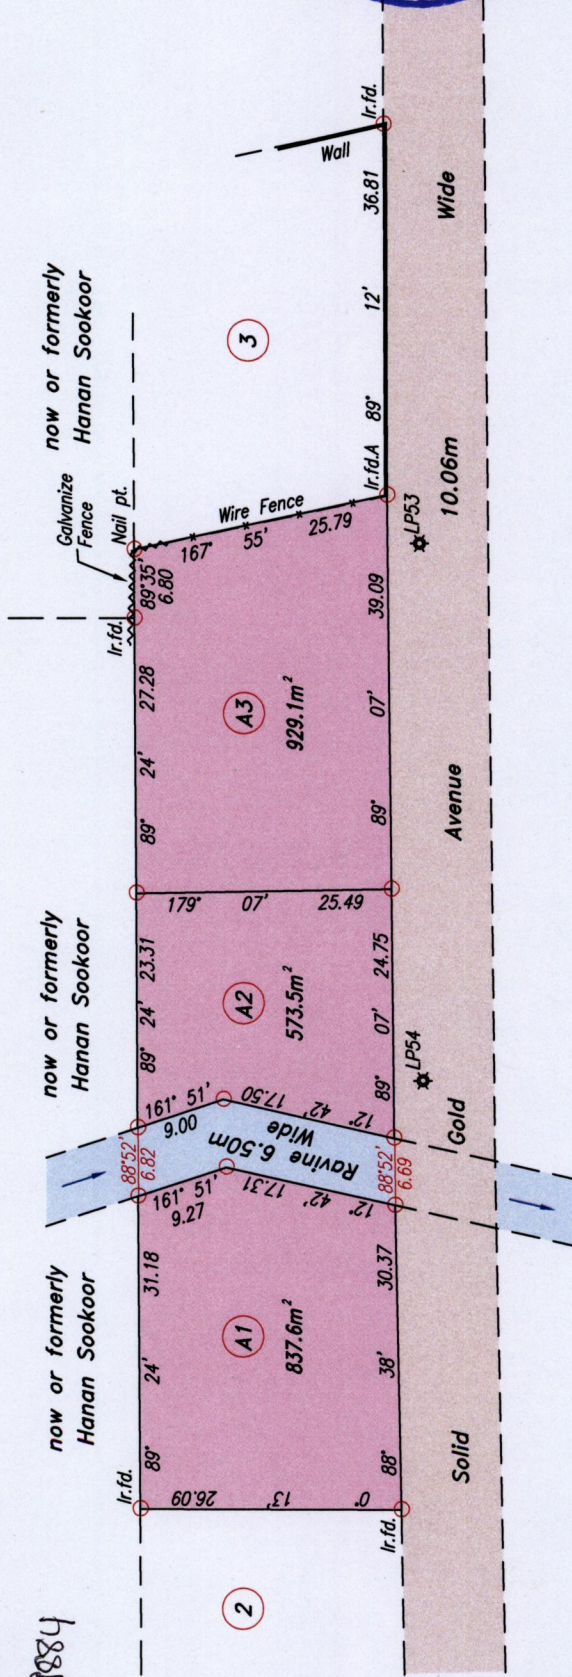 now or formerly
Hanan Sookoor
now or formerly
Hanan Sookoor
now or formerly
Hanan Sookoor
Galvanize
Fence
Nail pt.
Ir.fd.
Ir.fd.
89° 24' 31.18
88°52'
6.82
89° 24' 23.31
89° 24' 27.28
89°35'
6.80
161° 51'
9.27
161° 51'
9.00
Ravine 6.50m
Wide
12° 42' 17.31
12° 42' 17.50
0° 13' 26.09
179° 07' 25.49
Wire Fence
167° 55' 25.79
Wall
2
A1
837.6m²
A2
573.5m²
A3
929.1m²
3
Ir.fd.
88° 38' 30.37
88°52'
6.69
89° 07' 24.75
89° 07' 39.09
Ir.fd.A
89° 12' 36.81
Ir.fd.
LP54
LP53
Solid Gold Avenue 10.06m Wide